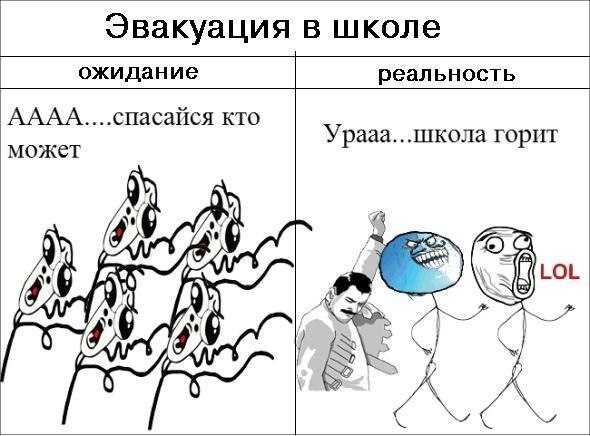 Эвакуация в школе
ожидание
реальность
АААА....спасайся кто
может
Урааа...школа горит
LOL